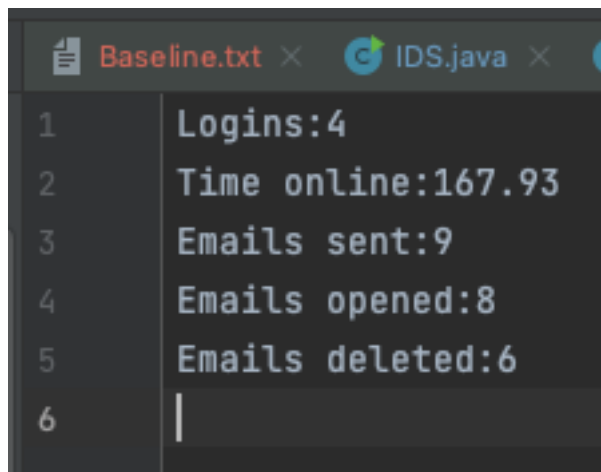 Baseline.txt IDS.java
1 Logins:4
2 Time online:167.93
3 Emails sent:9
4 Emails opened:8
5 Emails deleted:6
6